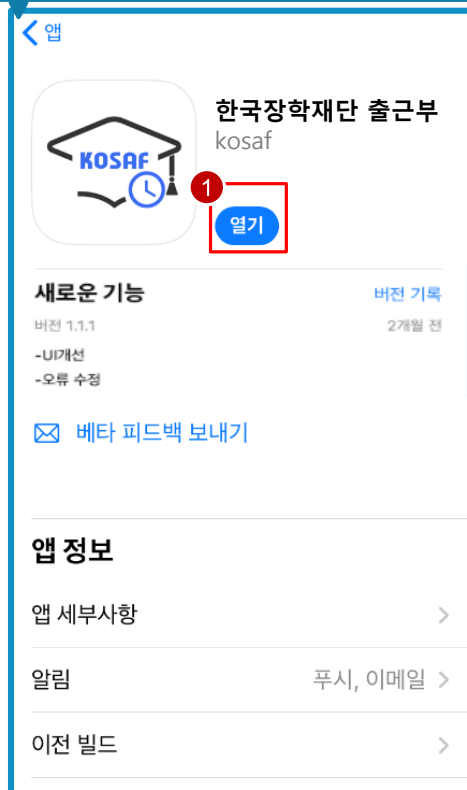 앱
한국장학재단 출근부
kosaf
KOSAF
1
열기
새로운 기능
버전 기록
버전 1.1.1
2개월 전
-UI개선
-오류 수정
베타 피드백 보내기
앱 정보
앱 세부사항
알림
푸시, 이메일
이전 빌드